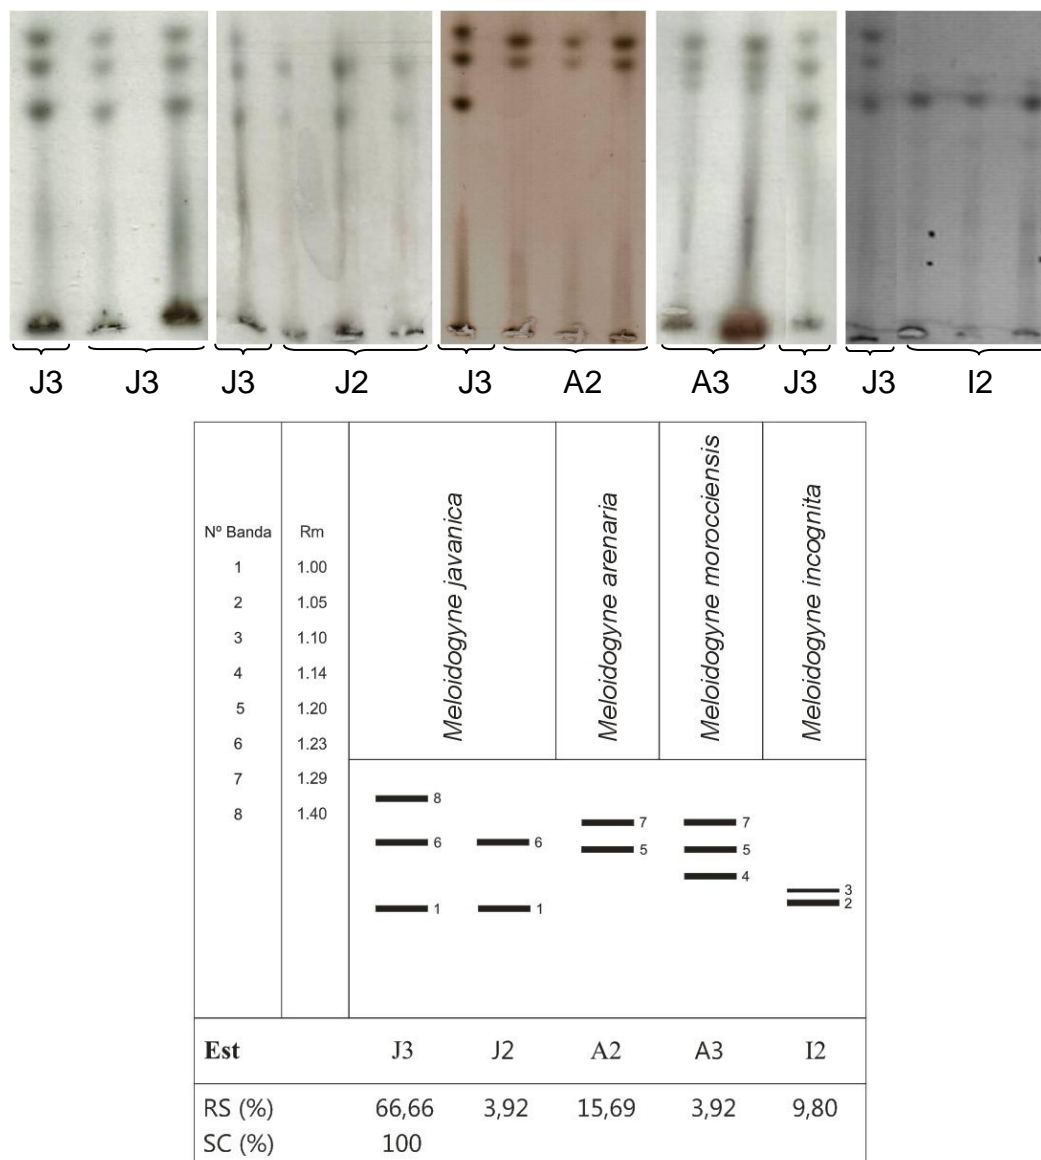 J3 J3 J3 J2 J3 A2 A3 J3 J3 I2
Meloidogyne javanica
Meloidogyne arenaria
Meloidogyne morocciensis
Meloidogyne incognita
Nº Banda Rm
1 1.00
2 1.05
3 1.10
4 1.14
5 1.20
6 1.23
7 1.29
8 1.40
8
7 7
6 6
5 5
4
3
2
1 1
Est J3 J2 A2 A3 I2
RS (%) 66,66 3,92 15,69 3,92 9,80
SC (%) 100